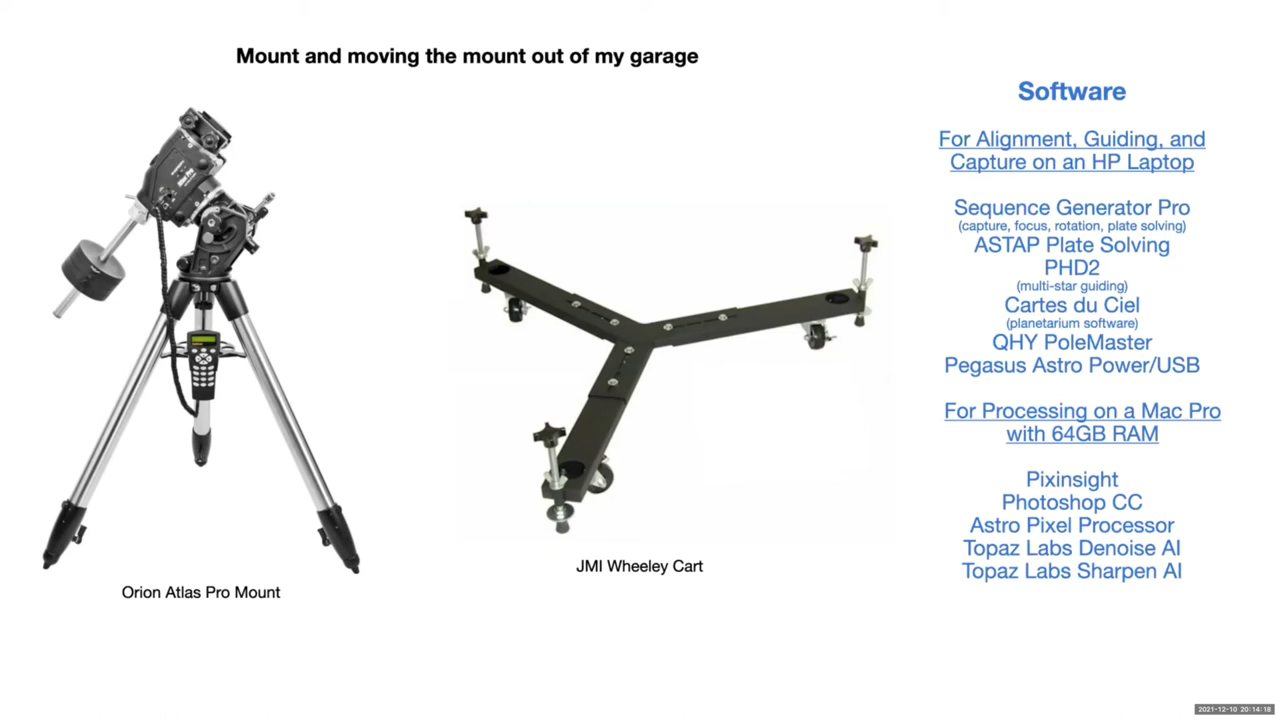 Mount and moving the mount out of my garage
Software
For Alignment, Guiding, and
Capture on an HP Laptop
Sequence Generator Pro
(capture, focus, rotation, plate solving)
ASTAP Plate Solving
PHD2
(multi-star guiding)
Cartes du Ciel
(planetarium software)
QHY PoleMaster
Pegasus Astro Power/USB
For Processing on a Mac Pro
with 64GB RAM
Pixinsight
Photoshop CC
Astro Pixel Processor
Topaz Labs Denoise AI
Topaz Labs Sharpen AI
JMI Wheeley Cart
Orion Atlas Pro Mount
2021-12-10 20:14:18